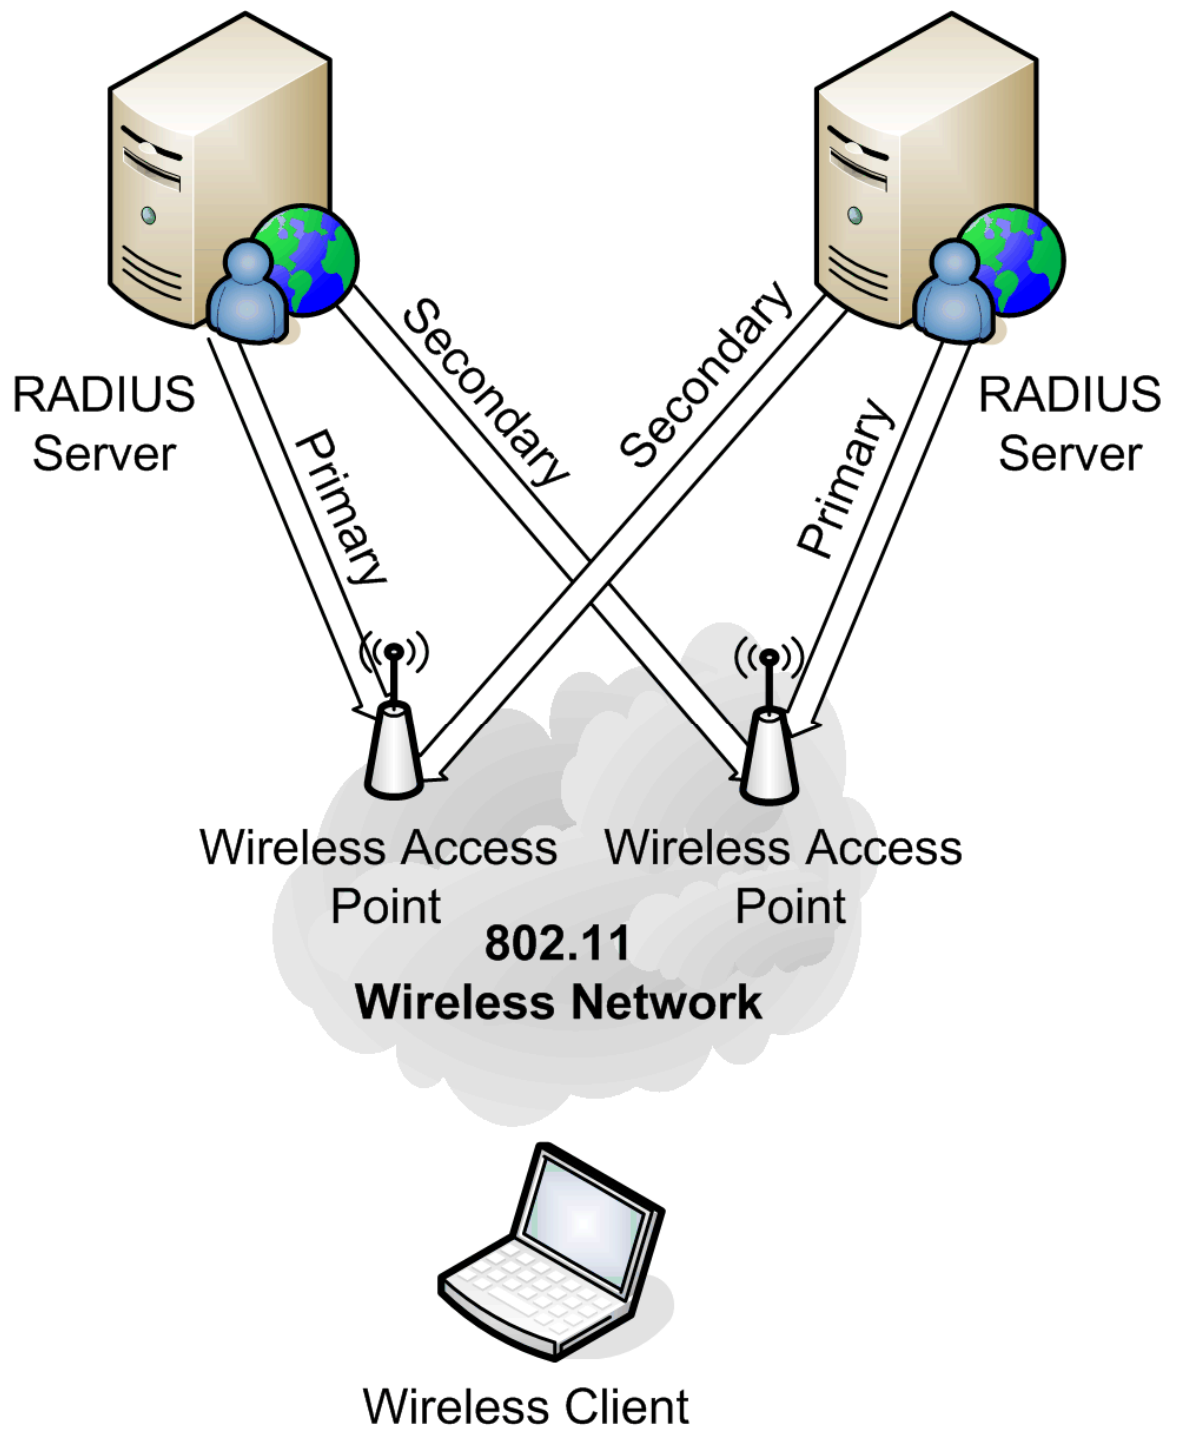 Secondary
Secondary
RADIUS
Server
RADIUS
Server
Primary
Primary
Wireless Access
Point
Wireless Access
Point
802.11
Wireless Network
Wireless Client